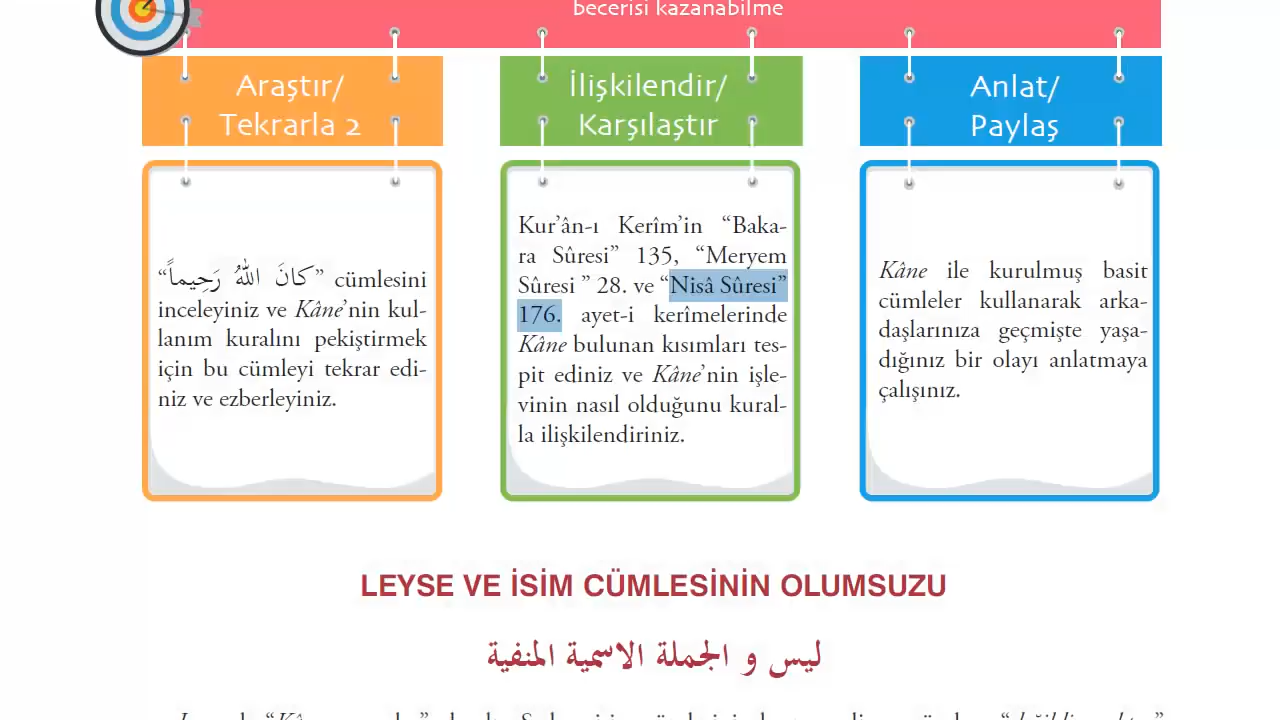 becerisi kazanabilme
Araştır/
Tekrarla 2
“كانَ اللّٰهُ رَحِيماً” cümlesini
inceleyiniz ve Kâne’nin kul-
lanım kuralını pekiştirmek
için bu cümleyi tekrar edi-
niz ve ezberleyiniz.
İlişkilendir/
Karşılaştır
Kur’ân-ı Kerîm’in “Baka-
ra Sûresi” 135, “Meryem
Sûresi ” 28. ve “Nisâ Sûresi”
176. ayet-i kerîmelerinde
Kâne bulunan kısımları tes-
pit ediniz ve Kâne’nin işle-
vinin nasıl olduğunu kural-
la ilişkilendiriniz.
Anlat/
Paylaş
Kâne ile kurulmuş basit
cümleler kullanarak arka-
daşlarınıza geçmişte yaşa-
dığınız bir olayı anlatmaya
çalışınız.
LEYSE VE İSİM CÜMLESİNİN OLUMSUZU
ليس و الجملة الاسمية المنفية